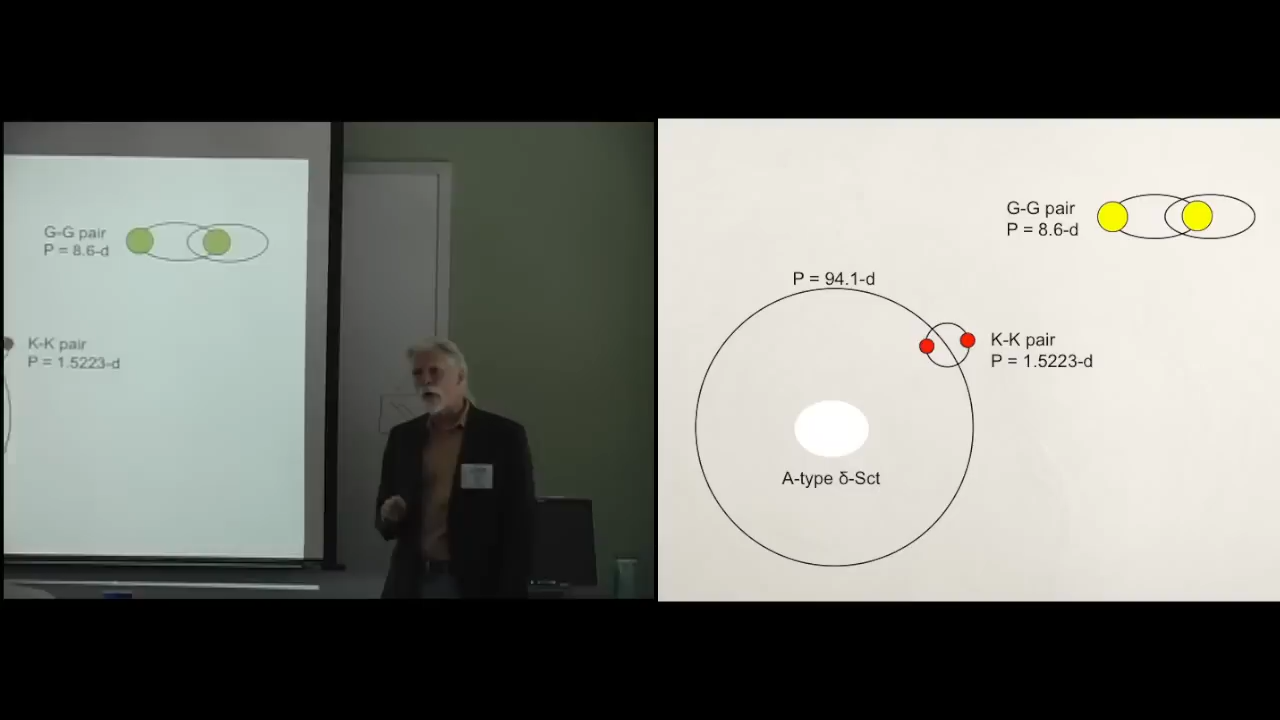 G-G pair
P = 8.6-d
K-K pair
P = 1.5223-d
G-G pair
P = 8.6-d
P = 94.1-d
K-K pair
P = 1.5223-d
A-type δ-Sct